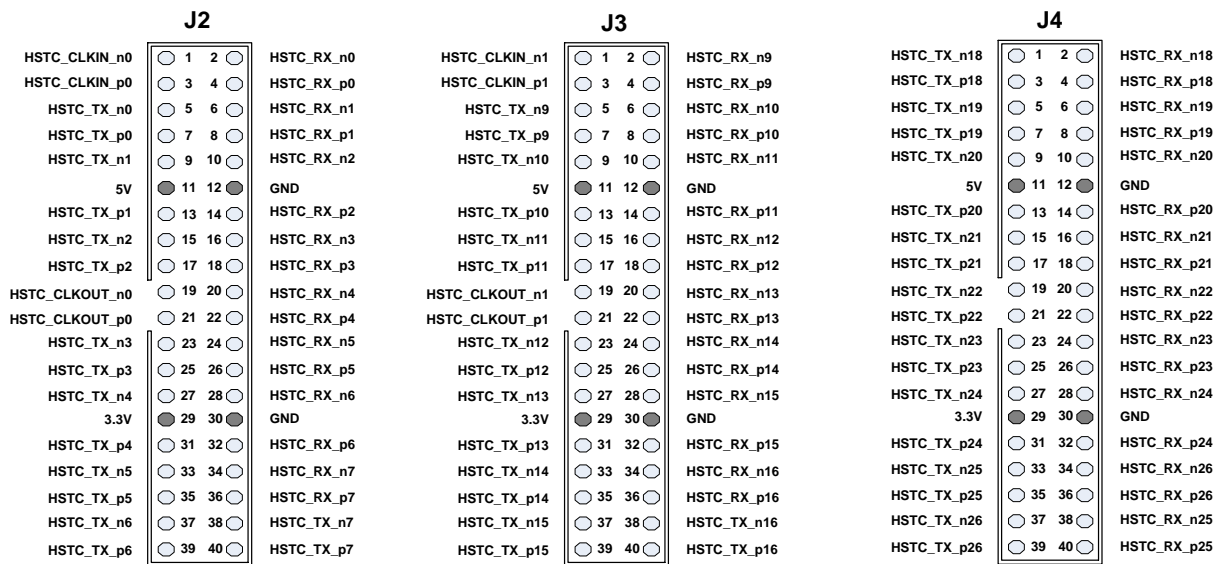 J2 J3 J4
HSTC_CLKIN_n0 1 2 HSTC_RX_n0 HSTC_CLKIN_n1 1 2 HSTC_RX_n9 HSTC_TX_n18 1 2 HSTC_RX_n18
HSTC_CLKIN_p0 3 4 HSTC_RX_p0 HSTC_CLKIN_p1 3 4 HSTC_RX_p9 HSTC_TX_p18 3 4 HSTC_RX_p18
HSTC_TX_n0 5 6 HSTC_RX_n1 HSTC_TX_n9 5 6 HSTC_RX_n10 HSTC_TX_n19 5 6 HSTC_RX_n19
HSTC_TX_p0 7 8 HSTC_RX_p1 HSTC_TX_p9 7 8 HSTC_RX_p10 HSTC_TX_p19 7 8 HSTC_RX_p19
HSTC_TX_n1 9 10 HSTC_RX_n2 HSTC_TX_n10 9 10 HSTC_RX_n11 HSTC_TX_n20 9 10 HSTC_RX_n20
5V 11 12 GND 5V 11 12 GND 5V 11 12 GND
HSTC_TX_p1 13 14 HSTC_RX_p2 HSTC_TX_p10 13 14 HSTC_RX_p11 HSTC_TX_p20 13 14 HSTC_RX_p20
HSTC_TX_n2 15 16 HSTC_RX_n3 HSTC_TX_n11 15 16 HSTC_RX_n12 HSTC_TX_n21 15 16 HSTC_RX_n21
HSTC_TX_p2 17 18 HSTC_RX_p3 HSTC_TX_p11 17 18 HSTC_RX_p12 HSTC_TX_p21 17 18 HSTC_RX_p21
HSTC_CLKOUT_n0 19 20 HSTC_RX_n4 HSTC_CLKOUT_n1 19 20 HSTC_RX_n13 HSTC_TX_n22 19 20 HSTC_RX_n22
HSTC_CLKOUT_p0 21 22 HSTC_RX_p4 HSTC_CLKOUT_p1 21 22 HSTC_RX_p13 HSTC_TX_p22 21 22 HSTC_RX_p22
HSTC_TX_n3 23 24 HSTC_RX_n5 HSTC_TX_n12 23 24 HSTC_RX_n14 HSTC_TX_n23 23 24 HSTC_RX_n23
HSTC_TX_p3 25 26 HSTC_RX_p5 HSTC_TX_p12 25 26 HSTC_RX_p14 HSTC_TX_p23 25 26 HSTC_RX_p23
HSTC_TX_n4 27 28 HSTC_RX_n6 HSTC_TX_n13 27 28 HSTC_RX_n15 HSTC_TX_n24 27 28 HSTC_RX_n24
3.3V 29 30 GND 3.3V 29 30 GND 3.3V 29 30 GND
HSTC_TX_p4 31 32 HSTC_RX_p6 HSTC_TX_p13 31 32 HSTC_RX_p15 HSTC_TX_p24 31 32 HSTC_RX_p24
HSTC_TX_n5 33 34 HSTC_RX_n7 HSTC_TX_n14 33 34 HSTC_RX_n16 HSTC_TX_n25 33 34 HSTC_RX_n26
HSTC_TX_p5 35 36 HSTC_RX_p7 HSTC_TX_p14 35 36 HSTC_RX_p16 HSTC_TX_p25 35 36 HSTC_RX_p26
HSTC_TX_n6 37 38 HSTC_TX_n7 HSTC_TX_n15 37 38 HSTC_TX_n16 HSTC_TX_n26 37 38 HSTC_RX_n25
HSTC_TX_p6 39 40 HSTC_TX_p7 HSTC_TX_p15 39 40 HSTC_TX_p16 HSTC_TX_p26 39 40 HSTC_RX_p25